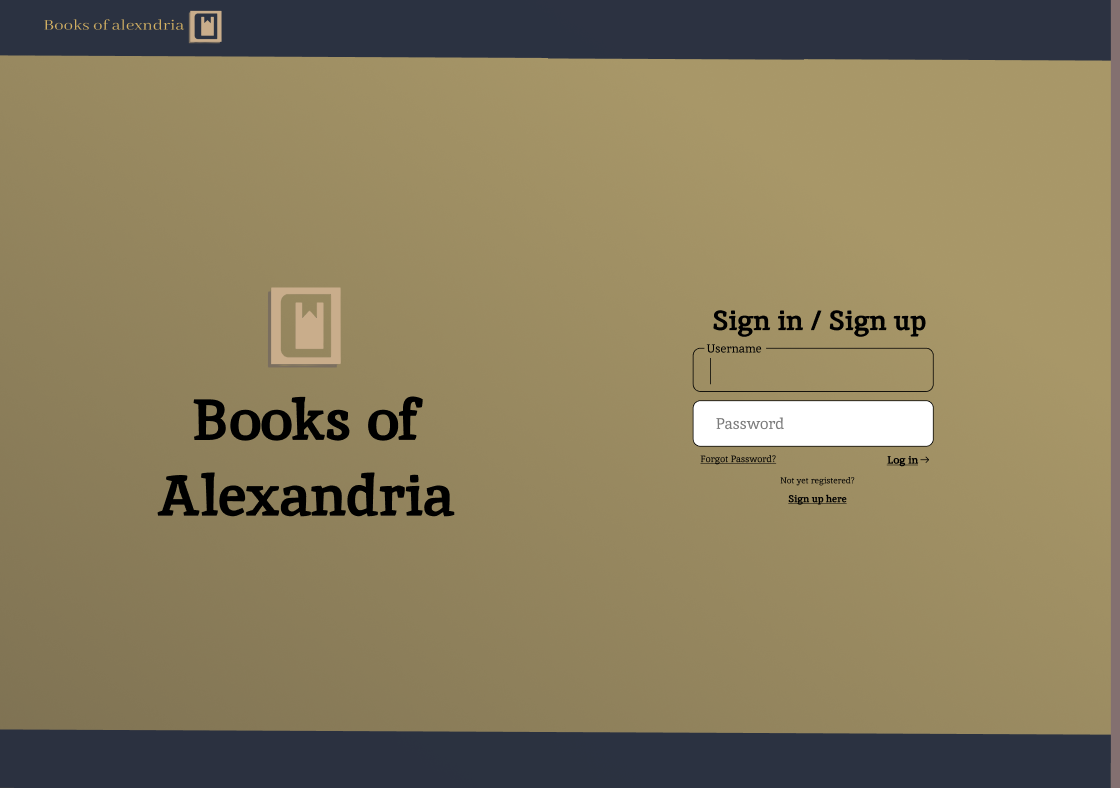 Books of alexndria
Books of
Alexandria
Sign in / Sign up
Username
Password
Forgot Password?
Log in
Not yet registered?
Sign up here